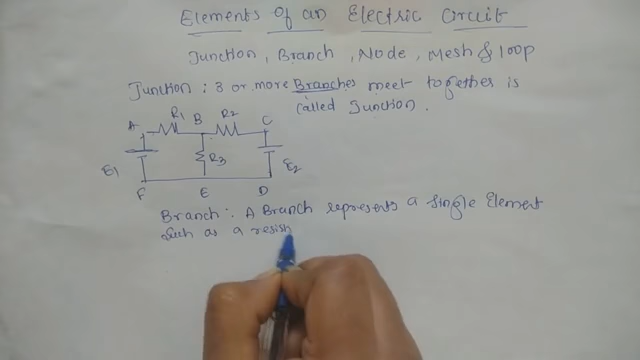 Elements Of an Electric Circuit
Junction, Branch, Node, Mesh & loop
Junction : 3 or more Branches meet together is
called Junction.
R1 R2
A B C
R3
E1 E2
F E D
Branch : A Branch represents a single Element
such as a resish